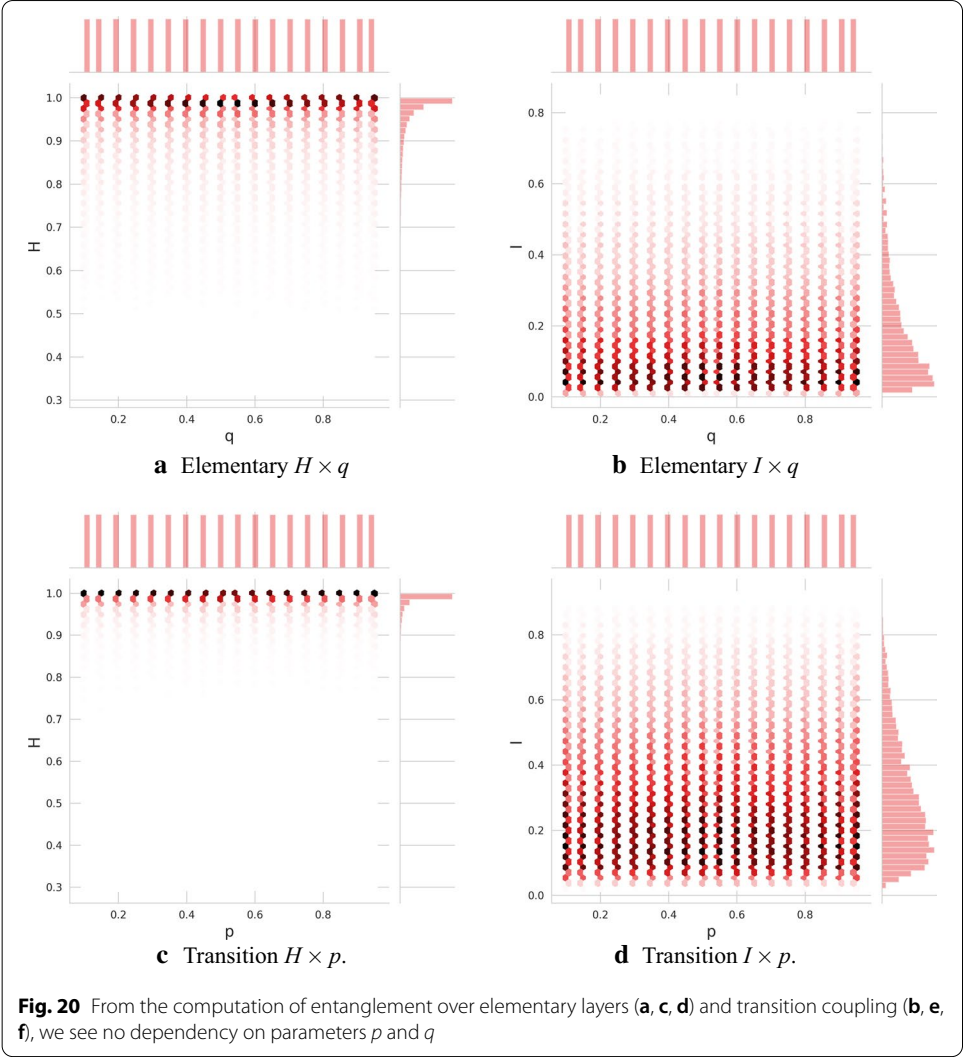 1.0
0.9
0.8
0.7
0.6
0.5
0.4
0.3
H
0.2 0.4 0.6 0.8
q
a Elementary H × q
0.8
0.6
0.4
0.2
0.0
I
0.2 0.4 0.6 0.8
q
b Elementary I × q
1.0
0.9
0.8
0.7
0.6
0.5
0.4
0.3
H
0.2 0.4 0.6 0.8
p
c Transition H × p.
0.8
0.6
0.4
0.2
0.0
I
0.2 0.4 0.6 0.8
p
d Transition I × p.
Fig. 20 From the computation of entanglement over elementary layers (a, c, d) and transition coupling (b, e,
f), we see no dependency on parameters p and q